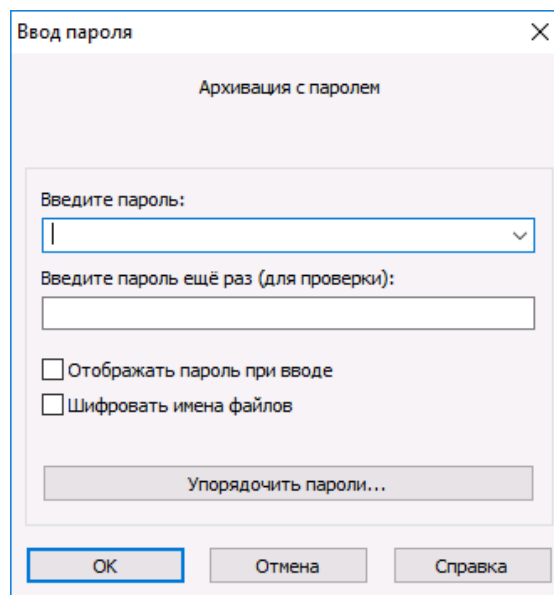 Ввод пароля
Архивация с паролем
Введите пароль:
Введите пароль ещё раз (для проверки):
Отображать пароль при вводе
Шифровать имена файлов
Упорядочить пароли...
ОК
Отмена
Справка